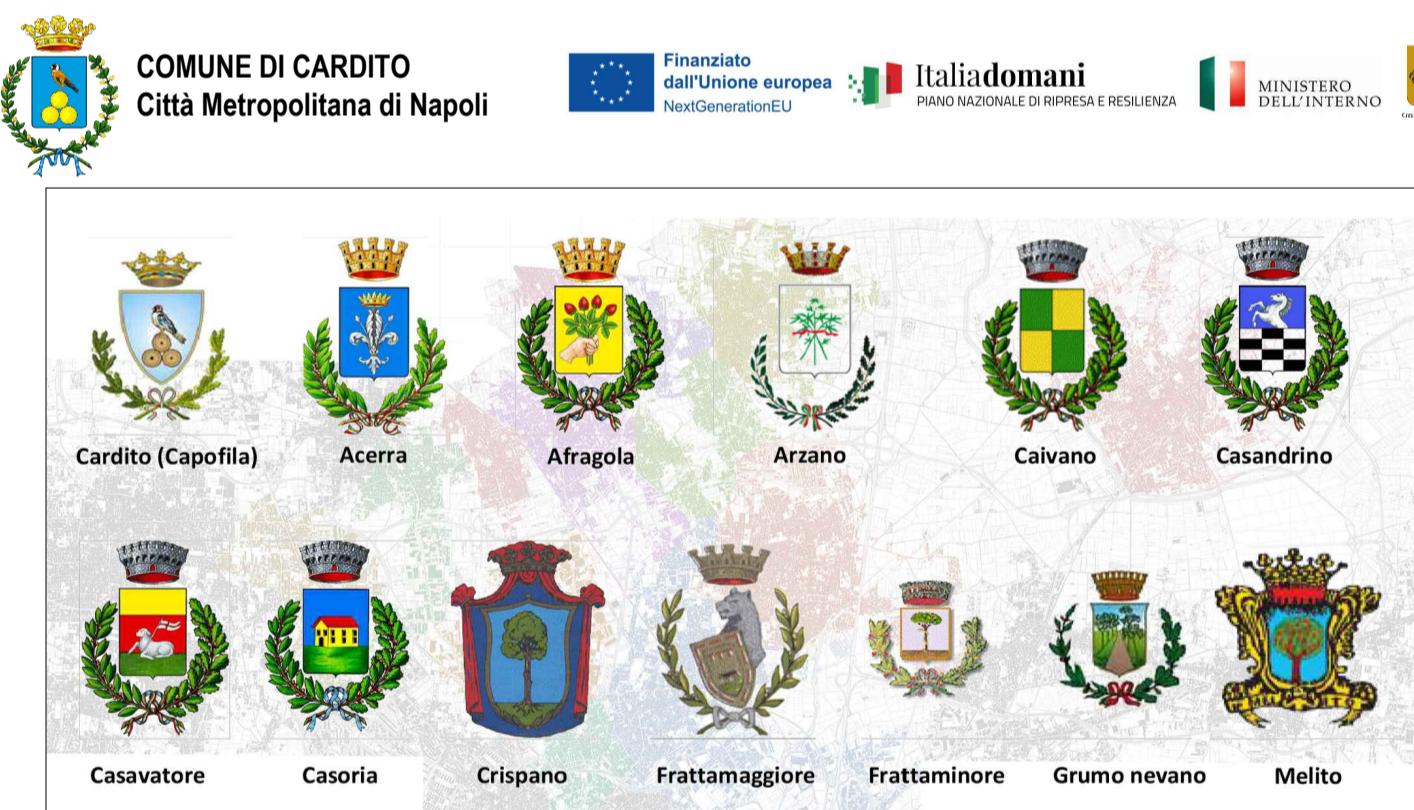 COMUNE DI CARDITO
Città Metropolitana di Napoli
Finanziato
dall'Unione europea
NextGenerationEU
Italiadomani
PIANO NAZIONALE DI RIPRESA E RESILIENZA
MINISTERO
DELL'INTERNO
Cardito (Capofila)
Acerra
Afragola
Arzano
Caivano
Casandrino
Casavatore
Casoria
Crispano
Frattamaggiore
Frattaminore
Grumo nevano
Melito